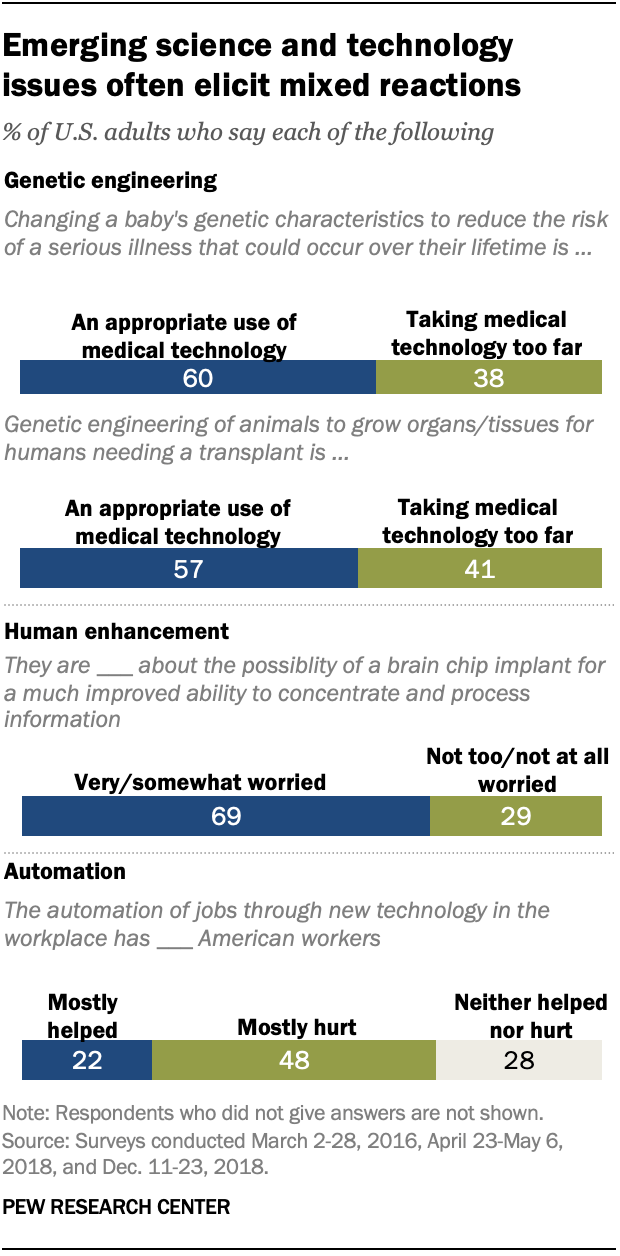 Emerging science and technology
issues often elicit mixed reactions
% of U.S. adults who say each of the following
Genetic engineering
Changing a baby's genetic characteristics to reduce the risk
of a serious illness that could occur over their lifetime is ...
An appropriate use of
medical technology
Taking medical
technology too far
60
38
Genetic engineering of animals to grow organs/tissues for
humans needing a transplant is ...
An appropriate use of
medical technology
Taking medical
technology too far
57
41
Human enhancement
They are ___ about the possiblity of a brain chip implant for
a much improved ability to concentrate and process
information
Very/somewhat worried
Not too/not at all
worried
69
29
Automation
The automation of jobs through new technology in the
workplace has ___ American workers
Mostly
helped
Mostly hurt
Neither helped
nor hurt
22
48
28
Note: Respondents who did not give answers are not shown.
Source: Surveys conducted March 2-28, 2016, April 23-May 6,
2018, and Dec. 11-23, 2018.
PEW RESEARCH CENTER